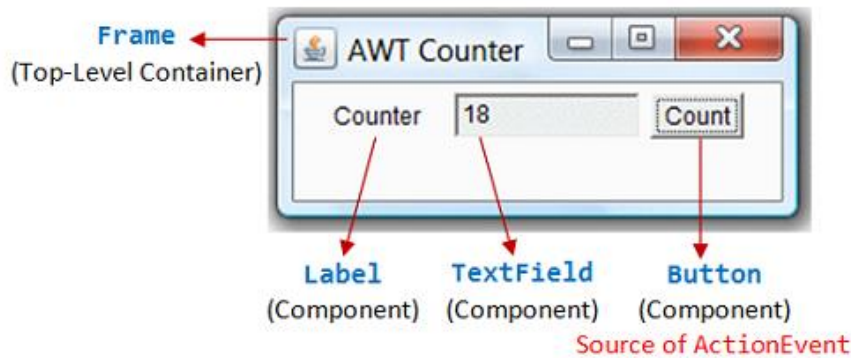 Frame
(Top-Level Container)
AWT Counter
Counter 18 Count
Label TextField Button
(Component) (Component) (Component)
Source of ActionEvent